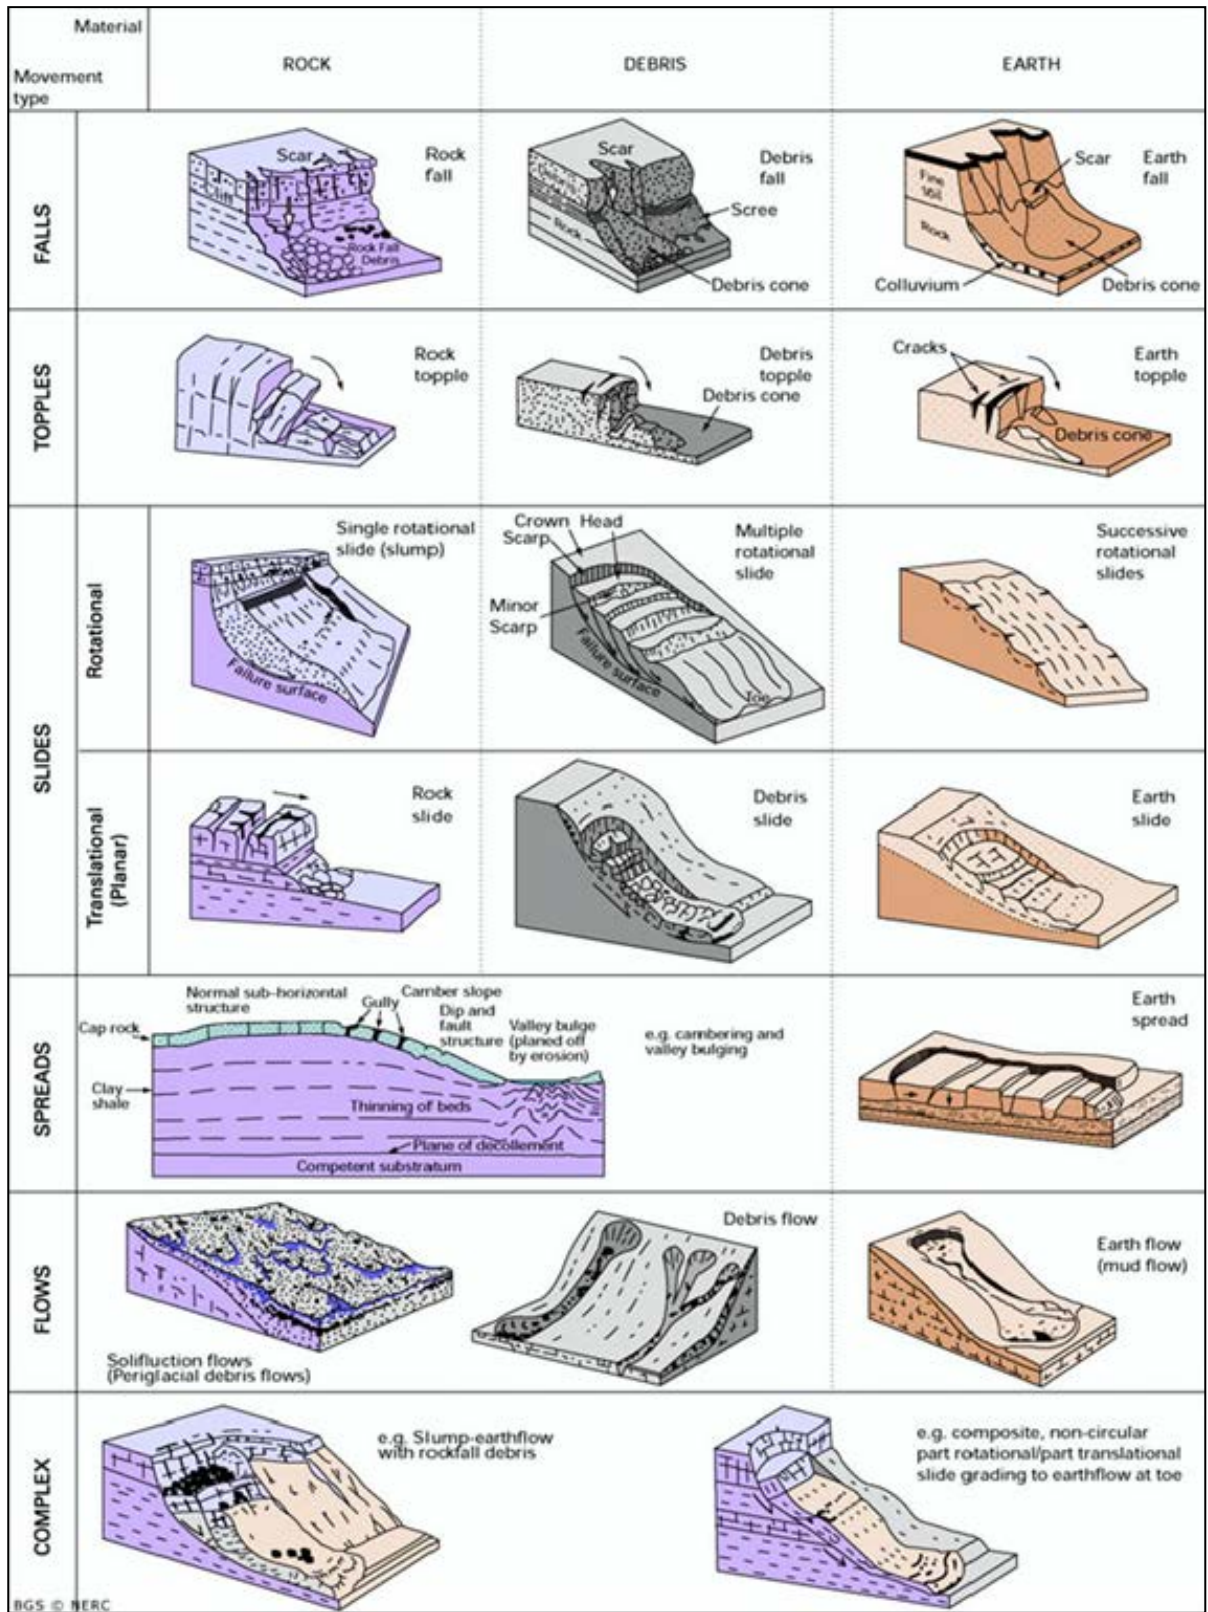 Material
Movement
type
ROCK
DEBRIS
EARTH
FALLS
Scar
Rock
fall
Rock Fall
Debris
Scar
Debris
Rock
Debris
fall
Scree
Debris cone
Fine
Rock
Scar
Earth
fall
Colluvium
Debris cone
TOPPLES
Rock
topple
Debris
topple
Debris cone
Cracks
Earth
topple
Debris cone
SLIDES
Rotational
Single rotational
slide (slump)
Failure surface
Crown Head
Scarp
Minor
Scarp
Failure surface
Toe
Multiple
rotational
slide
Successive
rotational
slides
Translational
(Planar)
Rock
slide
Debris
slide
Earth
slide
SPREADS
Normal sub-horizontal
structure
Gully
Camber slope
Dip and
fault
structure
Valley bulge
(planed off
by erosion)
Cap rock
Clay
shale
Thinning of beds
Plane of decollement
Competent substratum
e.g. cambering and
valley bulging
Earth
spread
FLOWS
Solifluction flows
(Periglacial debris flows)
Debris flow
Earth flow
(mud flow)
COMPLEX
e.g. Slump-earthflow
with rockfall debris
e.g. composite, non-circular
part rotational/part translational
slide grading to earthflow at toe
BGS © NERC